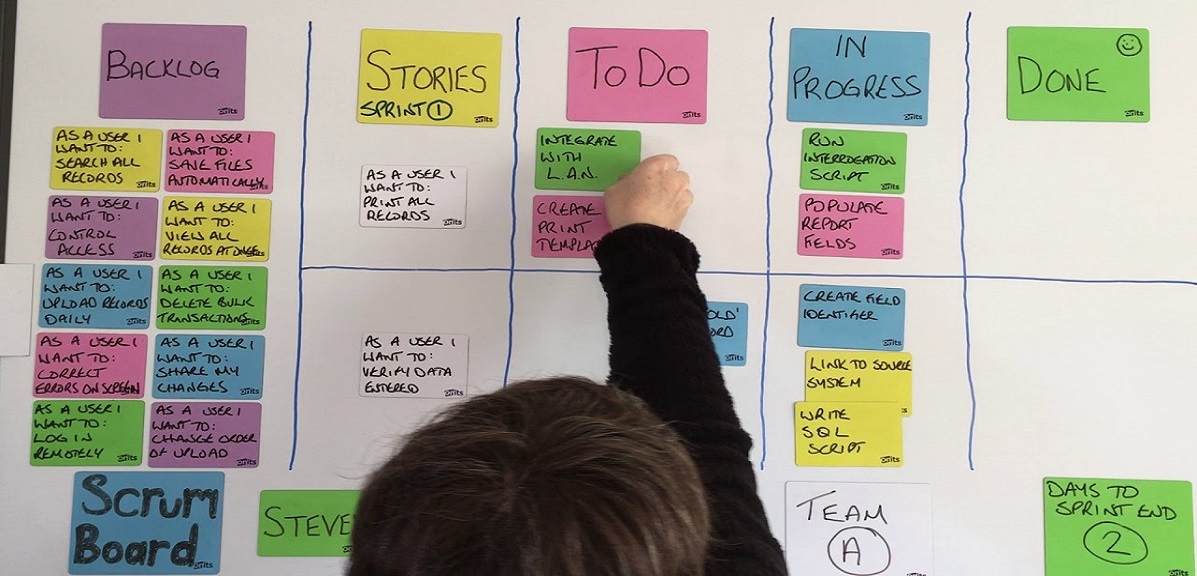 BACKLOG
STORIES
SPRINT 1
TO DO
IN
PROGRESS
DONE
AS A USER I
WANT TO:
SEARCH ALL
RECORDS
AS A USER I
WANT TO:
SAVE FILES
AUTOMATICALLY
AS A USER I
WANT TO:
CONTROL
ACCESS
AS A USER I
WANT TO:
VIEW ALL
RECORDS AT ONCE
AS A USER I
WANT TO:
UPLOAD RECORDS
DAILY
AS A USER I
WANT TO:
DELETE BULK
TRANSACTIONS
AS A USER I
WANT TO:
CORRECT
ERRORS ON SCREEN
AS A USER I
WANT TO:
SHARE MY
CHANGES
AS A USER I
WANT TO:
LOG IN
REMOTELY
AS A USER I
WANT TO:
CHANGE ORDER
OF UPLOAD
AS A USER I
WANT TO:
PRINT ALL
RECORDS
AS A USER I
WANT TO:
VERIFY DATA
ENTERED
INTEGRATE
WITH
L.A.N.
CREATE
PRINT
RUN
INTERROGATION
SCRIPT
POPULATE
REPORT
FIELDS
CREATE FIELD
IDENTIFIER
LINK TO SOURCE
SYSTEM
WRITE
SQL
SCRIPT
Scrum
Board
STEVE
TEAM
A
DAYS TO
SPRINT END
2